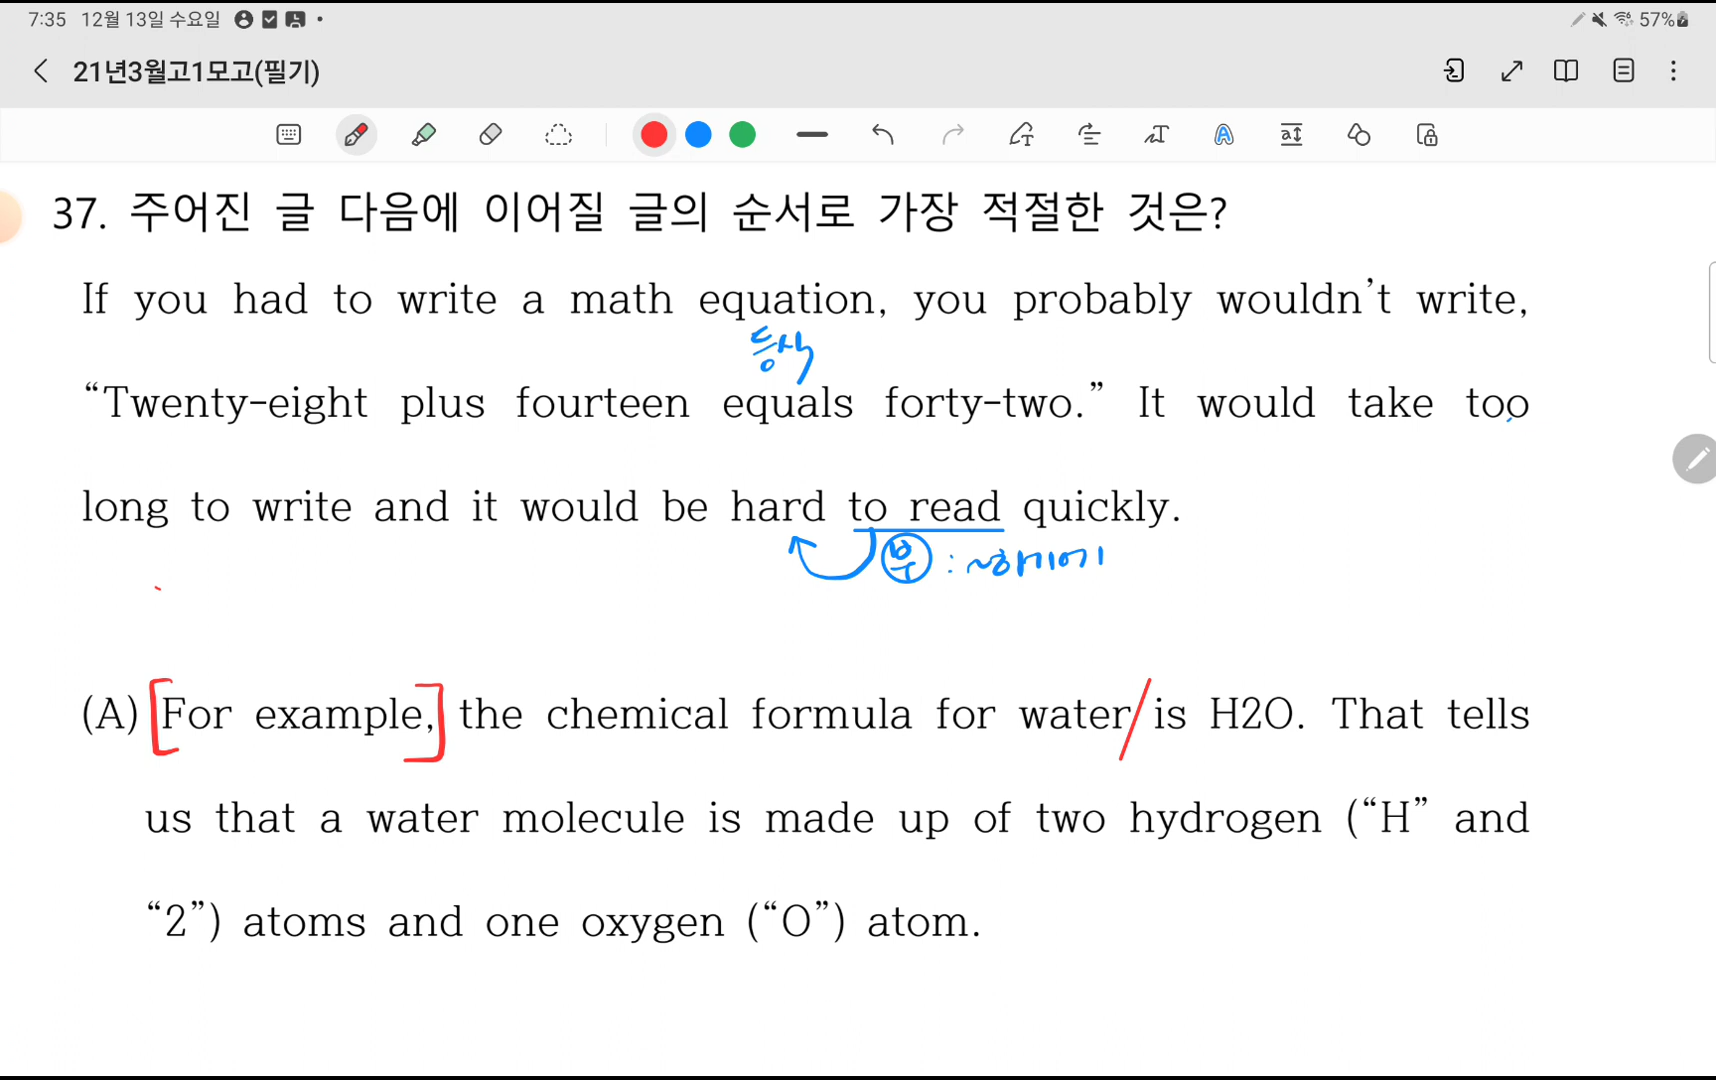 7:35 12월 13일 수요일
57%
21년3월고1모고(필기)
37. 주어진 글 다음에 이어질 글의 순서로 가장 적절한 것은?
If you had to write a math equation, you probably wouldn’t write,
등식
“Twenty-eight plus fourteen equals forty-two.” It would take too
long to write and it would be hard to read quickly.
부 : ~하기에
(A) [For example,] the chemical formula for water/is H2O. That tells
us that a water molecule is made up of two hydrogen (“H” and
“2”) atoms and one oxygen (“O”) atom.